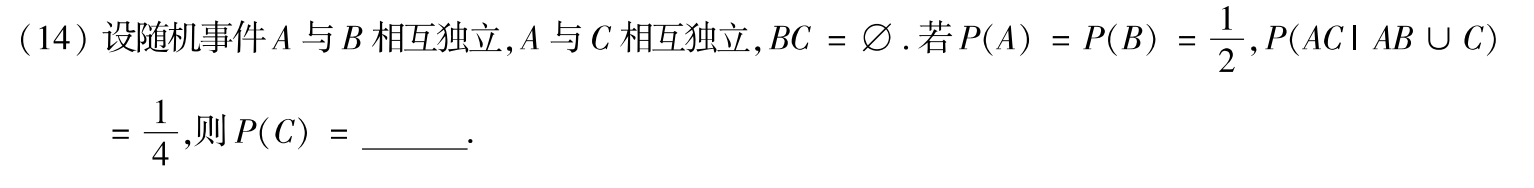 (14) 设随机事件 A 与 B 相互独立, A 与 C 相互独立, BC = ∅. 若 P(A) = P(B) = 1/2, P(AC | AB ∪ C)
= 1/4, 则 P(C) = ______.